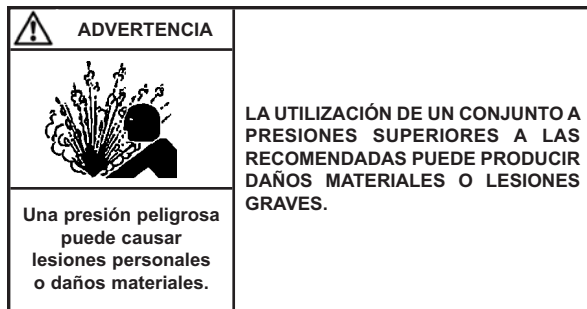 ADVERTENCIA
Una presión peligrosa
puede causar
lesiones personales
o daños materiales.
LA UTILIZACIÓN DE UN CONJUNTO A
PRESIONES SUPERIORES A LAS
RECOMENDADAS PUEDE PRODUCIR
DAÑOS MATERIALES O LESIONES
GRAVES.